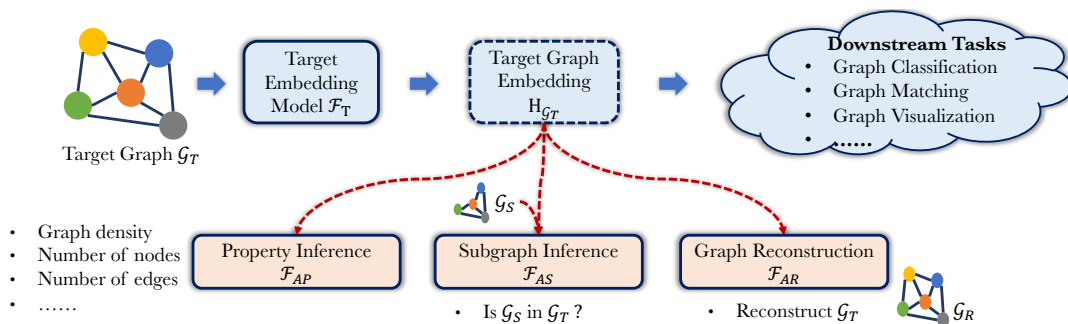 Target Graph 𝒢_T
Target
Embedding
Model ℱ_T
Target Graph
Embedding
H_𝒢_T
Downstream Tasks
• Graph Classification
• Graph Matching
• Graph Visualization
• ......
𝒢_S
• Graph density
• Number of nodes
• Number of edges
• ......
Property Inference
ℱ_AP
Subgraph Inference
ℱ_AS
• Is 𝒢_S in 𝒢_T ?
Graph Reconstruction
ℱ_AR
• Reconstruct 𝒢_T
𝒢_R